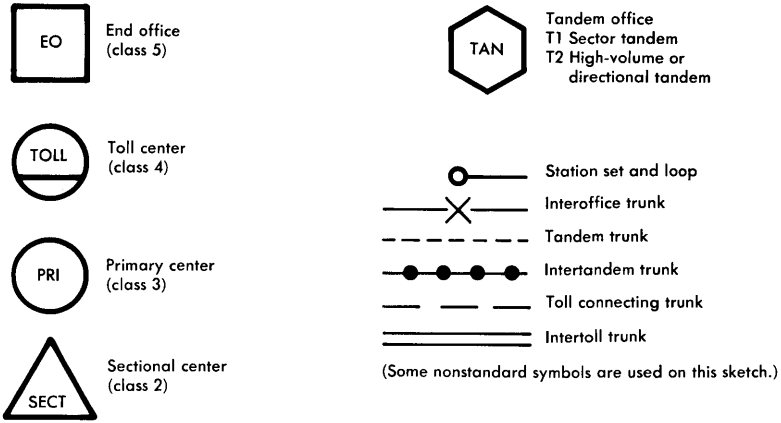 EO
End office
(class 5)
TOLL
Toll center
(class 4)
PRI
Primary center
(class 3)
SECT
Sectional center
(class 2)
TAN
Tandem office
T1 Sector tandem
T2 High-volume or
directional tandem
Station set and loop
Interoffice trunk
Tandem trunk
Intertandem trunk
Toll connecting trunk
Intertoll trunk
(Some nonstandard symbols are used on this sketch.)